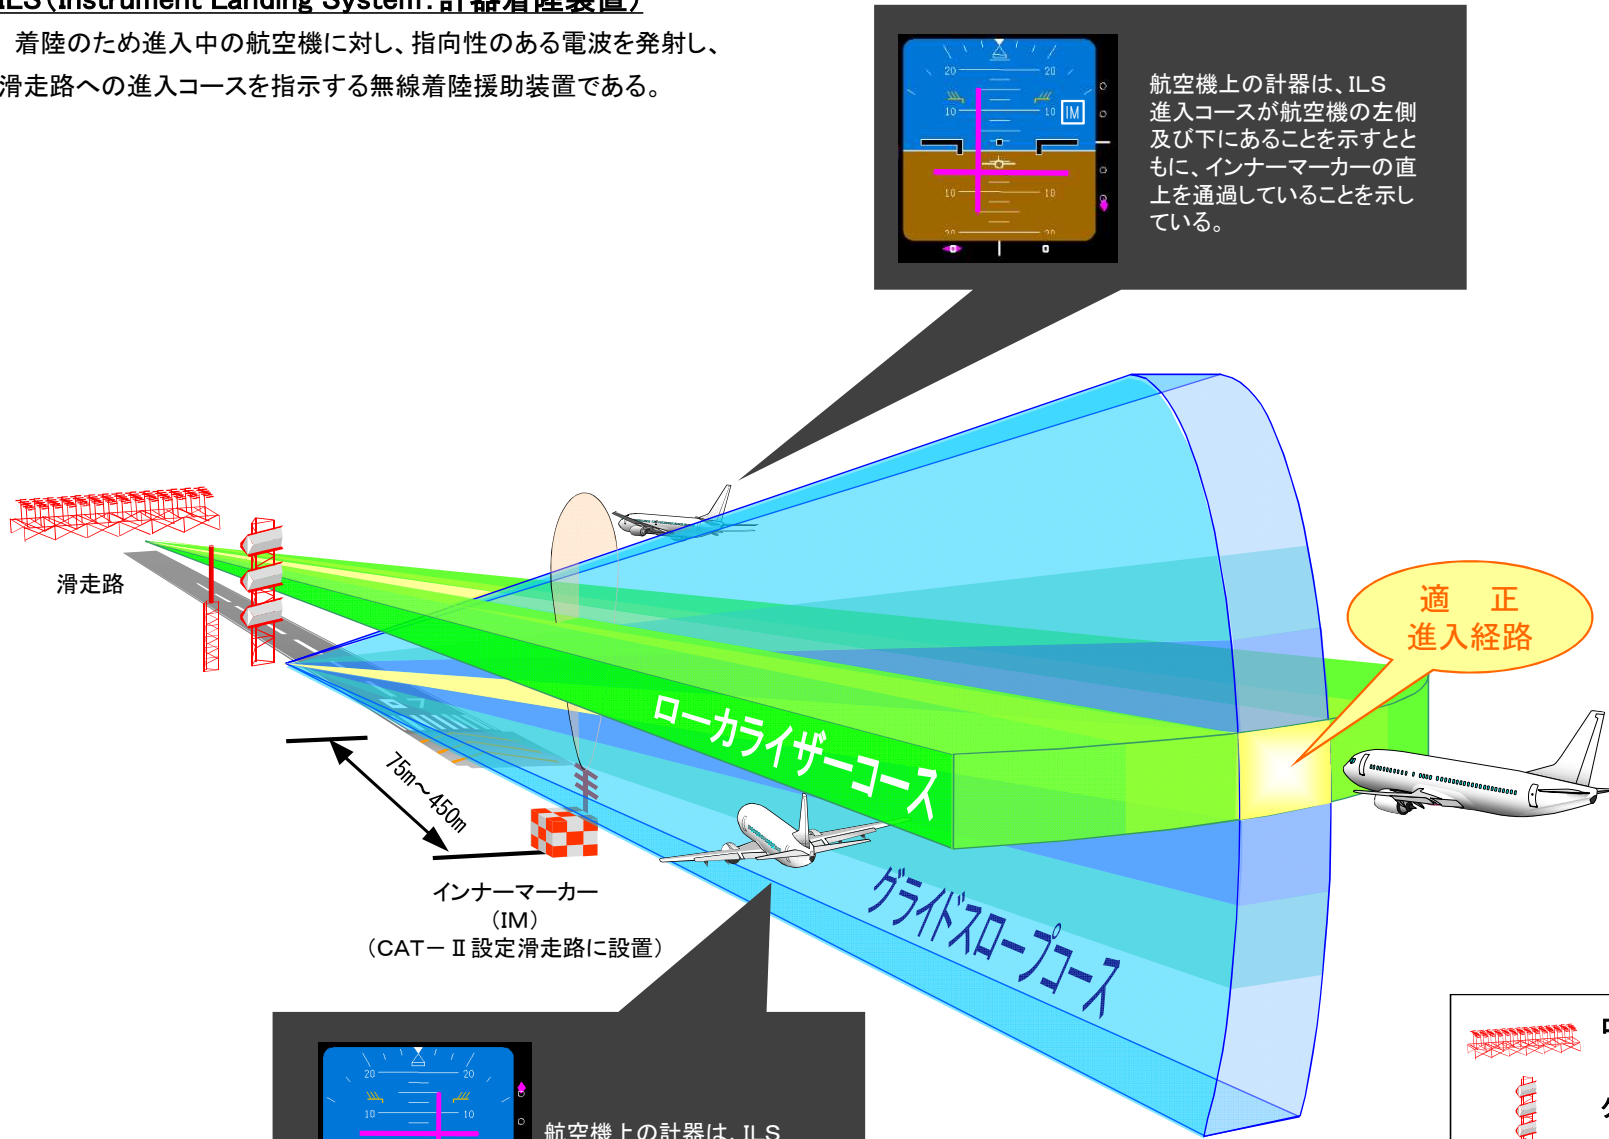 ILS（Instrument Landing System：計器着陸装置）
着陸のため進入中の航空機に対し、指向性のある電波を発射し、
滑走路への進入コースを指示する無線着陸援助装置である。
20 20
10 IM
10
10 10
20 20
航空機上の計器は、ILS
進入コースが航空機の左側
及び下にあることを示すとと
もに、インナーマーカーの直
上を通過していることを示し
ている。
滑走路
適　正
進入経路
ローカライザーコース
75m～450m
グライドスロープコース
インナーマーカー
（IM）
（CAT－Ⅱ設定滑走路に設置）
20 20
10 10
航空機上の計器は、ILS